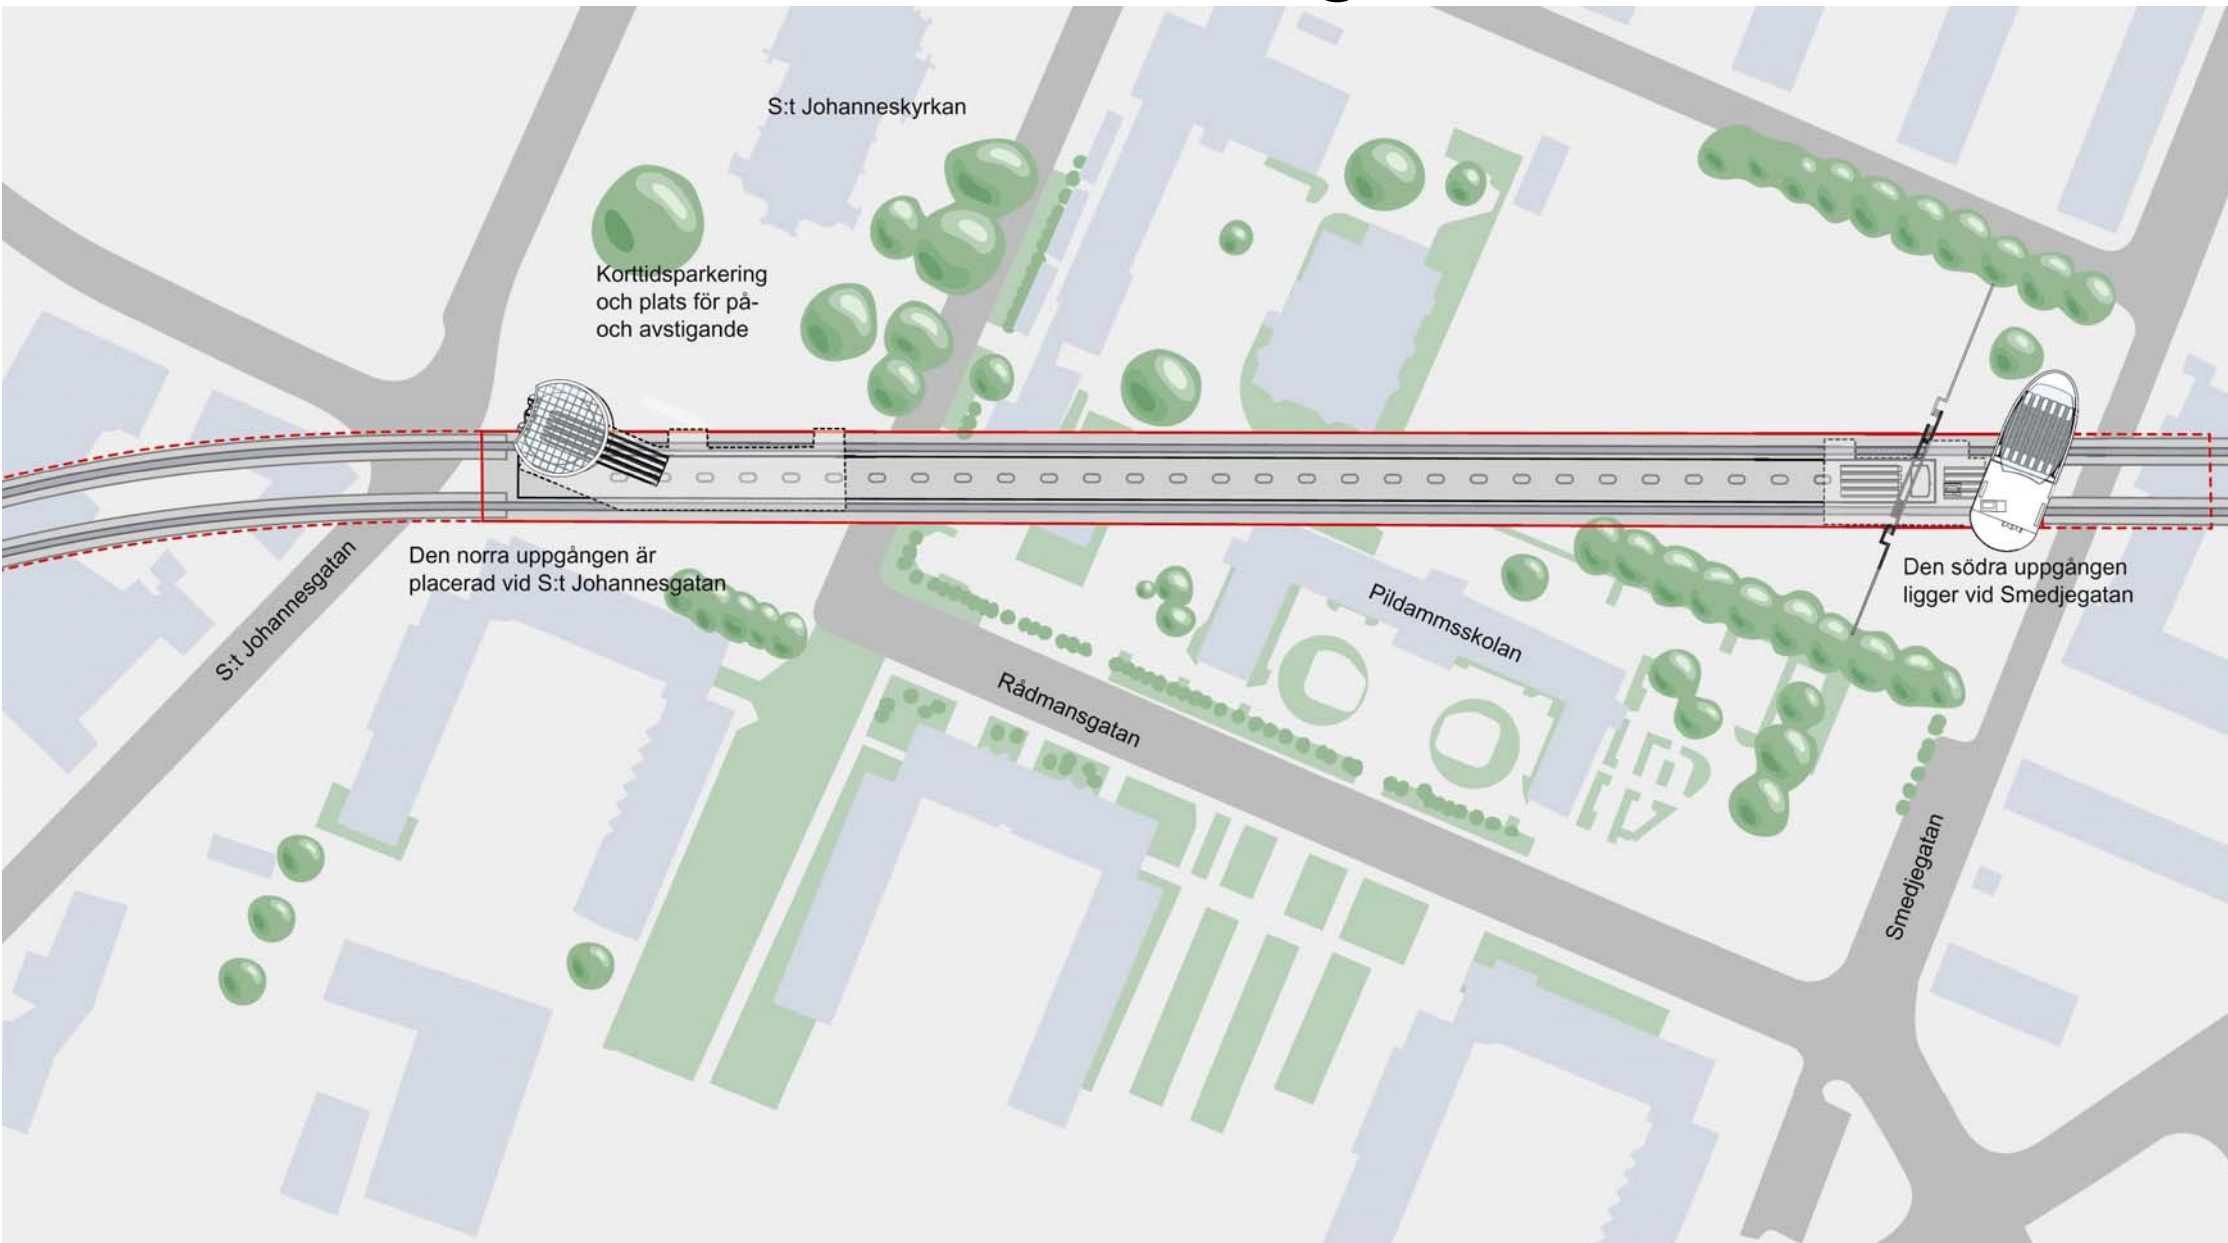 S:t Johanneskyrkan
Korttidsparkering
och plats för på-
och avstigande
Den norra uppgången är
placerad vid S:t Johannesgatan
S:t Johannesgatan
Den södra uppgången
ligger vid Smedjegatan
Pildammsskolan
Rådmansgatan
Smedjegatan